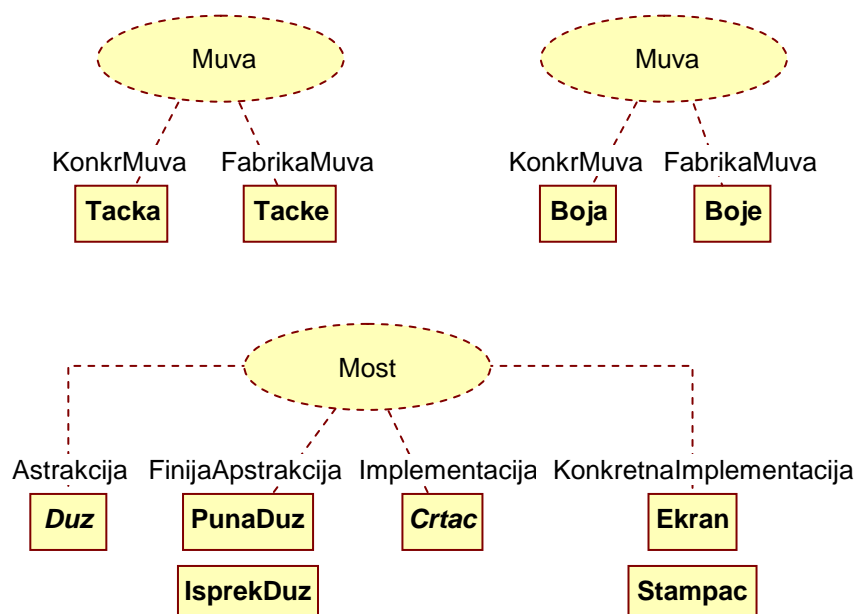 Muva
Muva
KonkrMuva FabrikaMuva
KonkrMuva FabrikaMuva
Tacka Tacke
Boja Boje
Most
Astrakcija FinijaApstrakcija Implementacija KonkretnaImplementacija
Duz PunaDuz Crtac Ekran
IsprekDuz Stampac